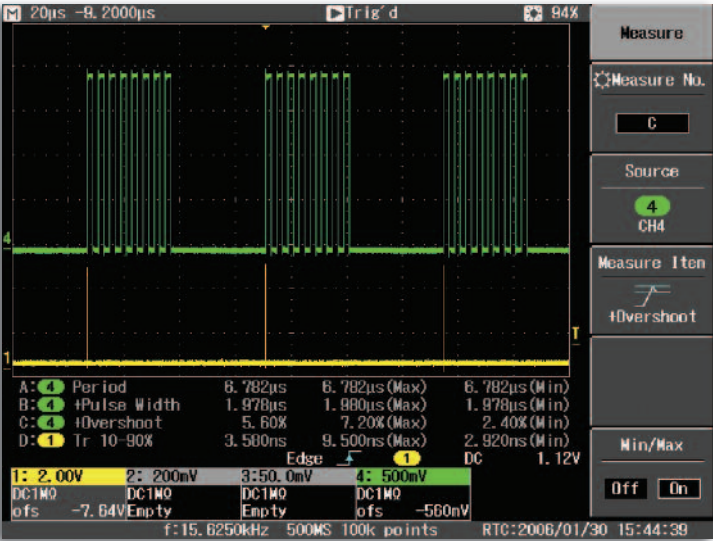 M 20µs -9.2000µs Trig'd 94%
Measure
Measure No.
C
Source
4
CH4
Measure Iten
+Overshoot
Min/Max
Off On
4
1
T
A: 4 Period 6.782µs 6.782µs(Max) 6.782µs(Min)
B: 4 +Pulse Width 1.978µs 1.980µs(Max) 1.978µs(Min)
C: 4 +Overshoot 5.60% 7.20%(Max) 2.40%(Min)
D: 1 Tr 10-90% 3.580ns 9.500ns(Max) 2.920ns(Min)
Edge 1 DC 1.12V
1: 2.00V 2: 200mV 3:50.0mV 4: 500mV
DC1MΩ DC1MΩ DC1MΩ DC1MΩ
ofs -7.64V Empty Empty ofs -560mV
f:15.6250kHz 500MS 100k points RTC:2006/01/30 15:44:39